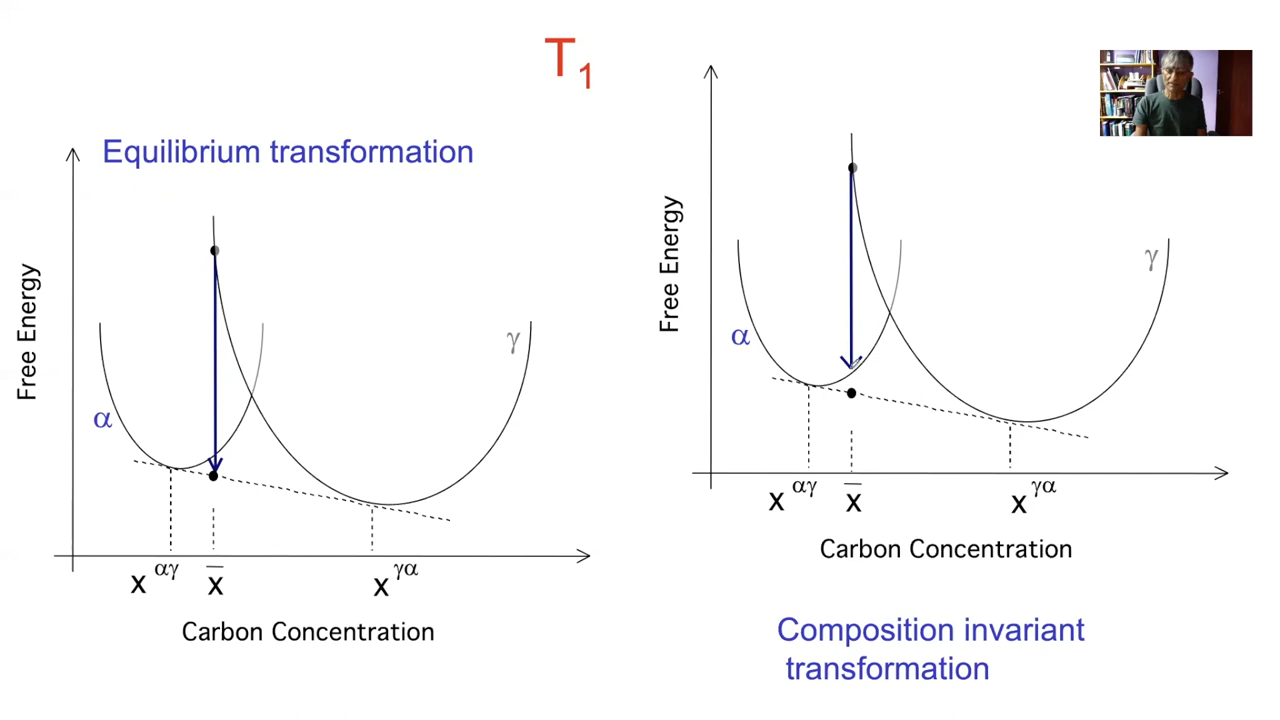 T₁
Equilibrium transformation
Free Energy
α
γ
x^αγ
x̄
x^γα
Carbon Concentration
Free Energy
α
γ
x^αγ
x̄
x^γα
Carbon Concentration
Composition invariant
transformation